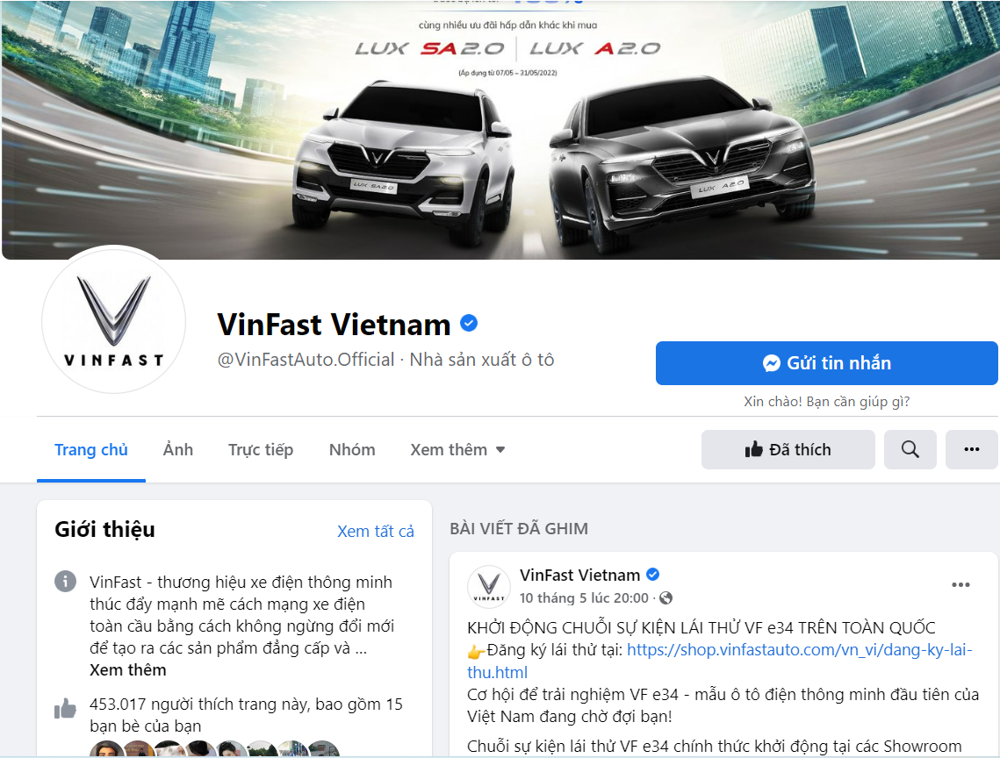 cùng nhiều ưu đãi hấp dẫn khác khi mua
LUX SA2.0 | LUX A2.0
(Áp dụng từ 07/05 – 31/05/2022)
LUX SA2.0
LUX A2.0
VINFAST
VinFast Vietnam
@VinFastAuto.Official · Nhà sản xuất ô tô
Gửi tin nhắn
Xin chào! Bạn cần giúp gì?
Trang chủ Ảnh Trực tiếp Nhóm Xem thêm
Đã thích
Giới thiệu
Xem tất cả
VinFast - thương hiệu xe điện thông minh
thúc đẩy mạnh mẽ cách mạng xe điện
toàn cầu bằng cách không ngừng đổi mới
để tạo ra các sản phẩm đẳng cấp và ...
Xem thêm
453.017 người thích trang này, bao gồm 15
bạn bè của bạn
BÀI VIẾT ĐÃ GHIM
VINFAST
VinFast Vietnam
10 tháng 5 lúc 20:00 ·
KHỞI ĐỘNG CHUỖI SỰ KIỆN LÁI THỬ VF e34 TRÊN TOÀN QUỐC
👉Đăng ký lái thử tại: https://shop.vinfastauto.com/vn_vi/dang-ky-lai-
thu.html
Cơ hội để trải nghiệm VF e34 - mẫu ô tô điện thông minh đầu tiên của
Việt Nam đang chờ đợi bạn!
Chuỗi sự kiện lái thử VF e34 chính thức khởi động tại các Showroom